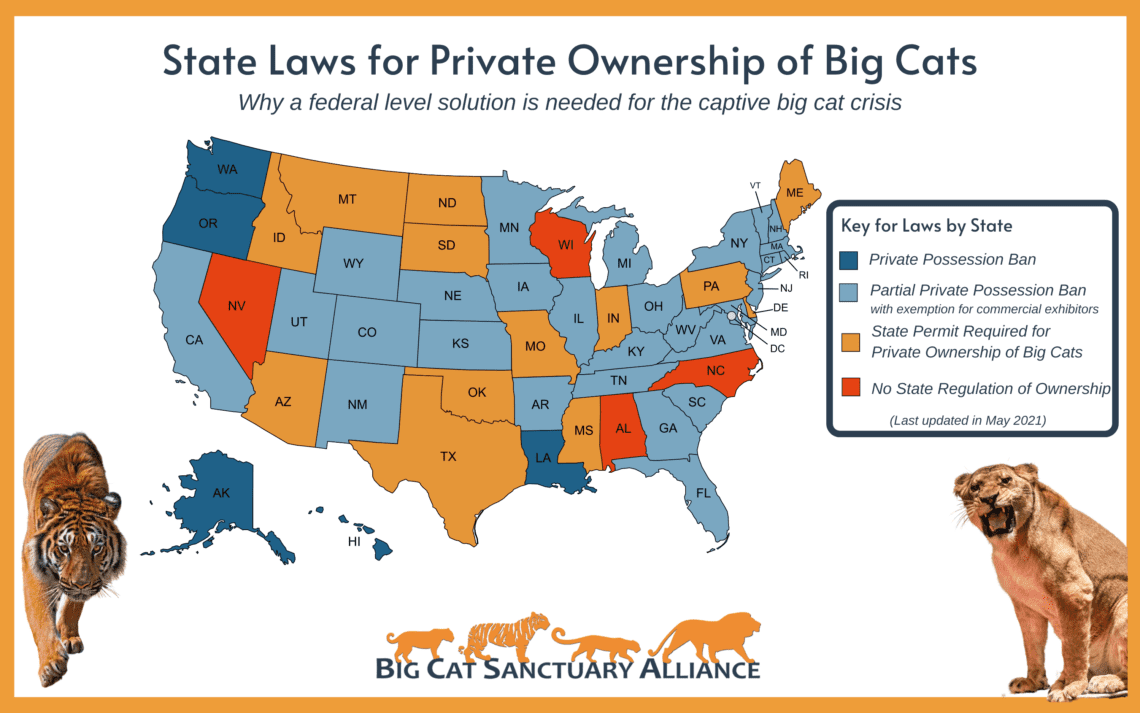 State Laws for Private Ownership of Big Cats
Why a federal level solution is needed for the captive big cat crisis
WA
OR
ID
MT
ND
SD
MN
WI
MI
VT
ME
NH
NY
MA
CT
RI
WY
NE
IA
PA
NJ
NV
UT
CO
KS
IL
IN
OH
DE
MD
DC
CA
MO
KY
WV
VA
AZ
NM
OK
AR
TN
NC
SC
TX
LA
MS
AL
GA
FL
AK
HI
Key for Laws by State
Private Possession Ban
Partial Private Possession Ban
with exemption for commercial exhibitors
State Permit Required for
Private Ownership of Big Cats
No State Regulation of Ownership
(Last updated in May 2021)
BIG CAT SANCTUARY ALLIANCE